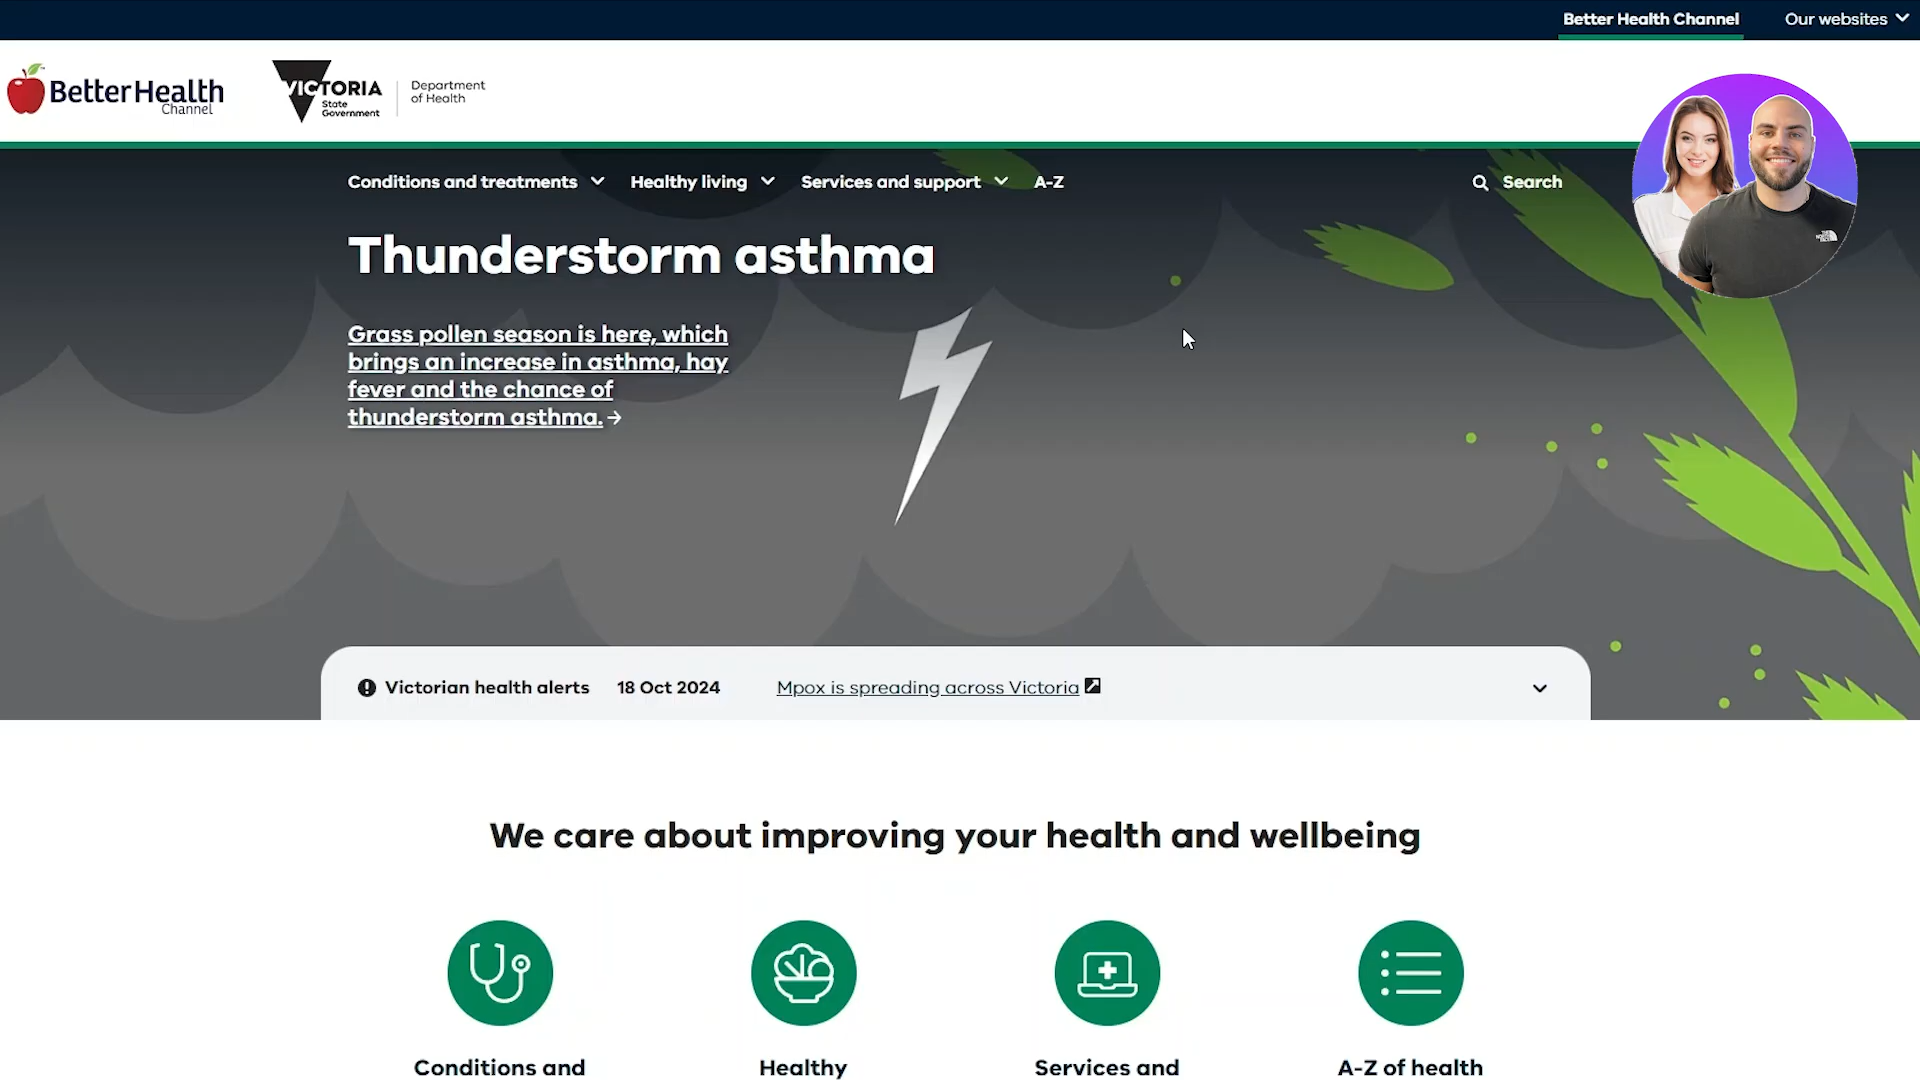 Better Health Channel
Our websites
BetterHealth
Channel
VICTORIA
State
Government
Department
of Health
Conditions and treatments
Healthy living
Services and support
A-Z
Search
Thunderstorm asthma
Grass pollen season is here, which
brings an increase in asthma, hay
fever and the chance of
thunderstorm asthma.
THE
NORTH
FACE
Victorian health alerts
18 Oct 2024
Mpox is spreading across Victoria
We care about improving your health and wellbeing
Conditions and
Healthy
Services and
A-Z of health